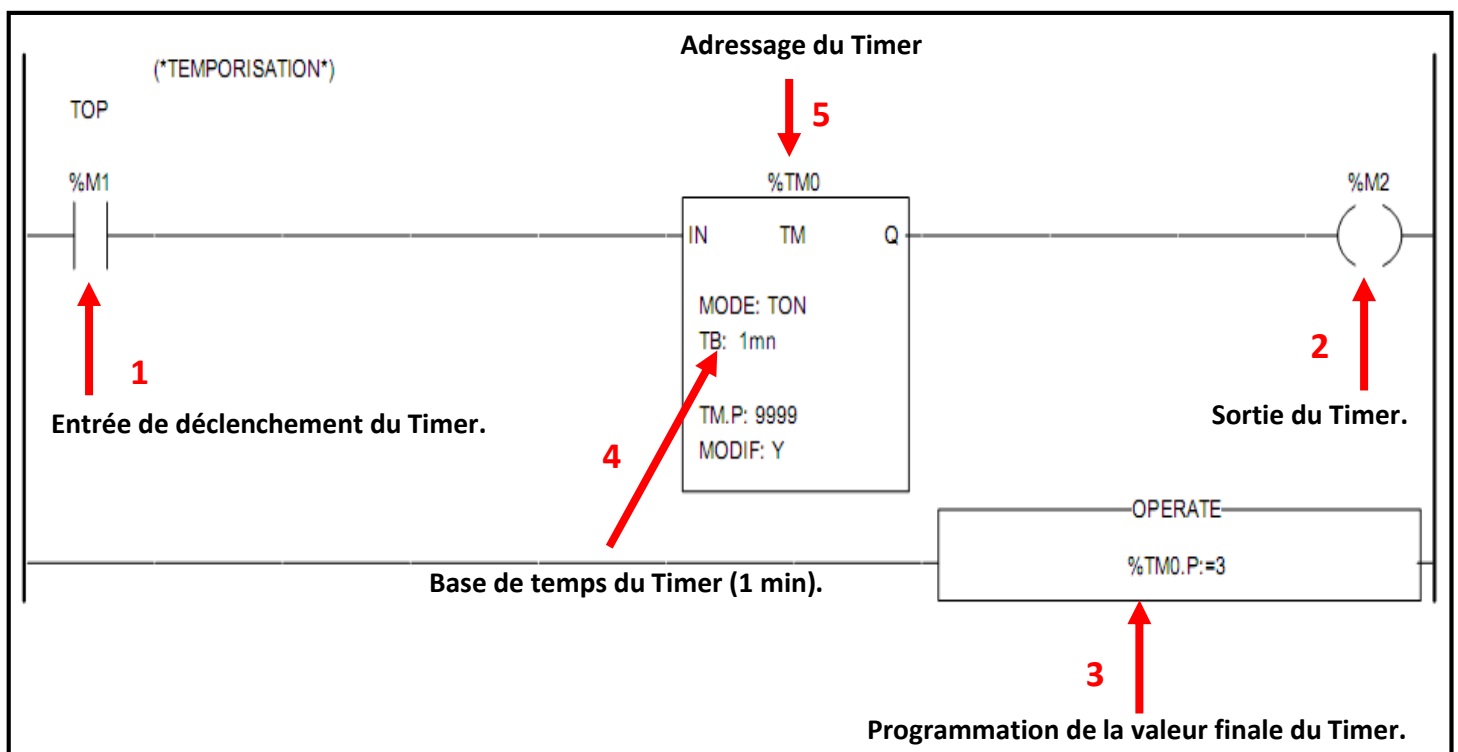 Adressage du Timer
(*TEMPORISATION*)
TOP
5
%M1
%TM0
%M2
IN TM Q
MODE: TON
TB: 1mn
1
2
Entrée de déclenchement du Timer.
TM.P: 9999
Sortie du Timer.
4
MODIF: Y
OPERATE
%TM0.P:=3
Base de temps du Timer (1 min).
3
Programmation de la valeur finale du Timer.